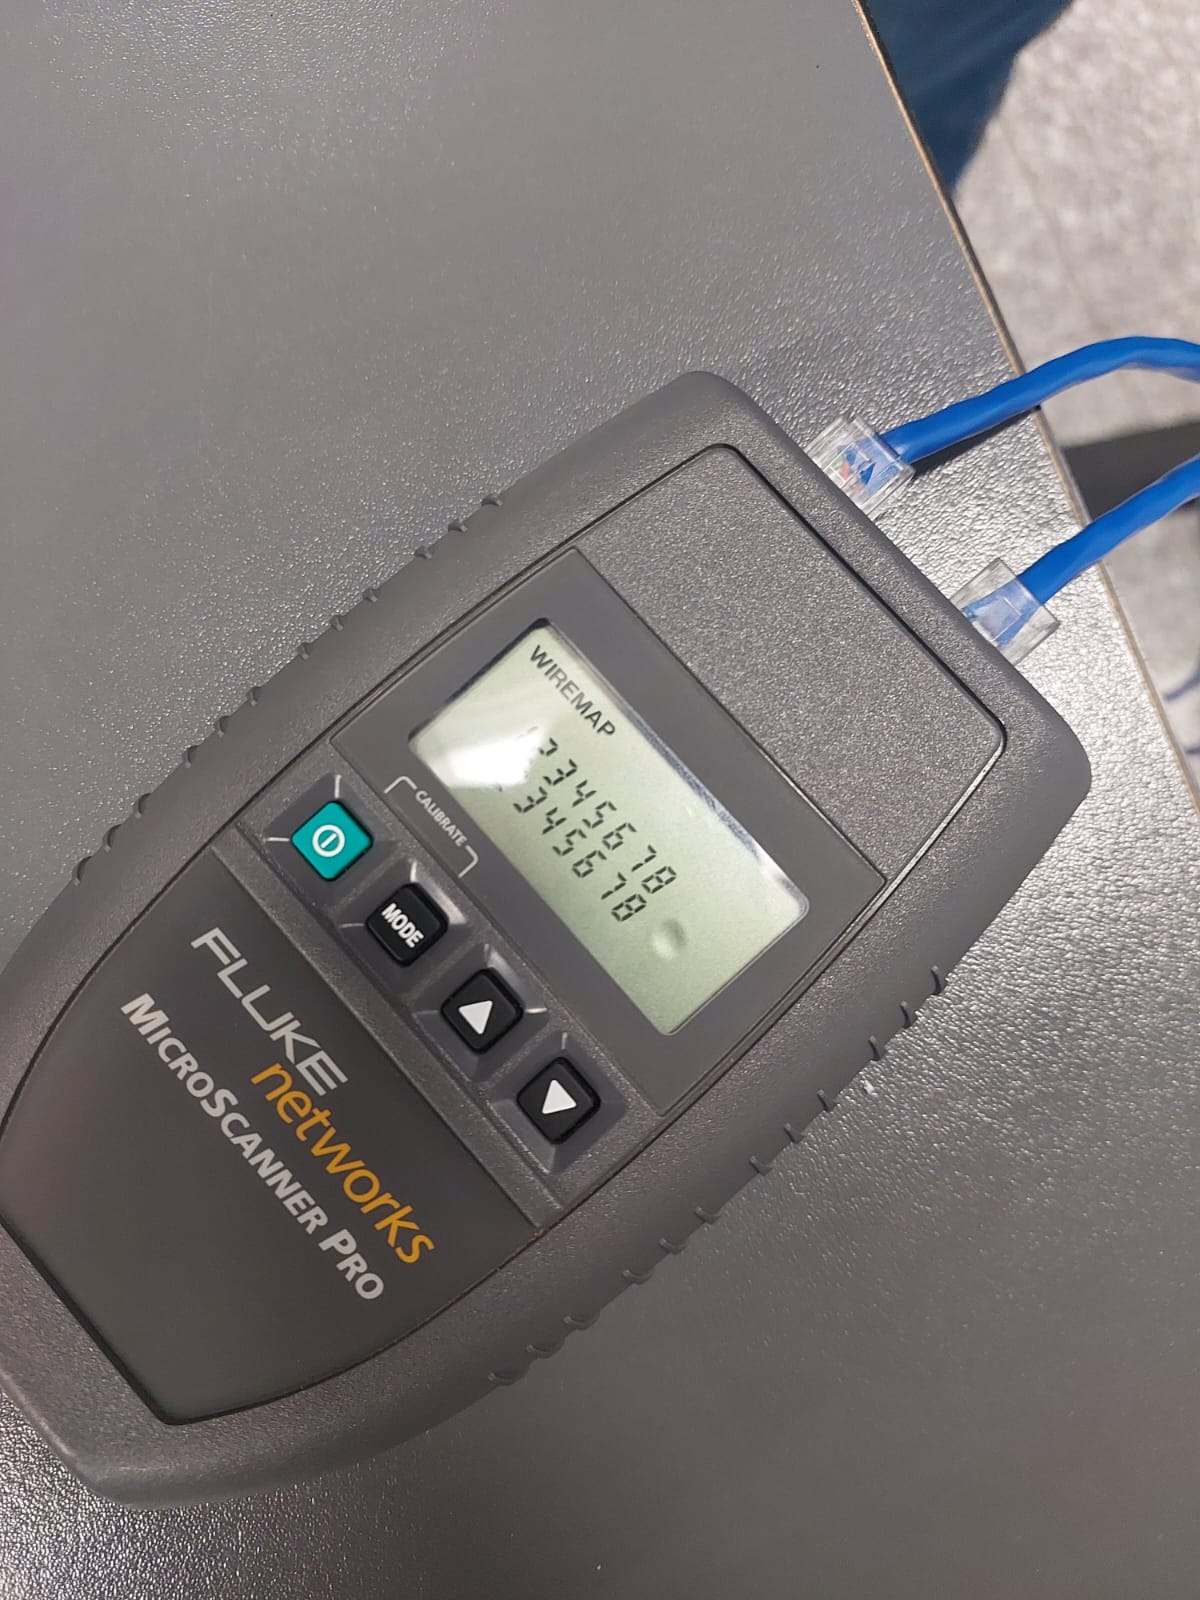 WIREMAP
12345678
12345678
CALIBRATE
MODE
FLUKE
networks
MICROSCANNER PRO